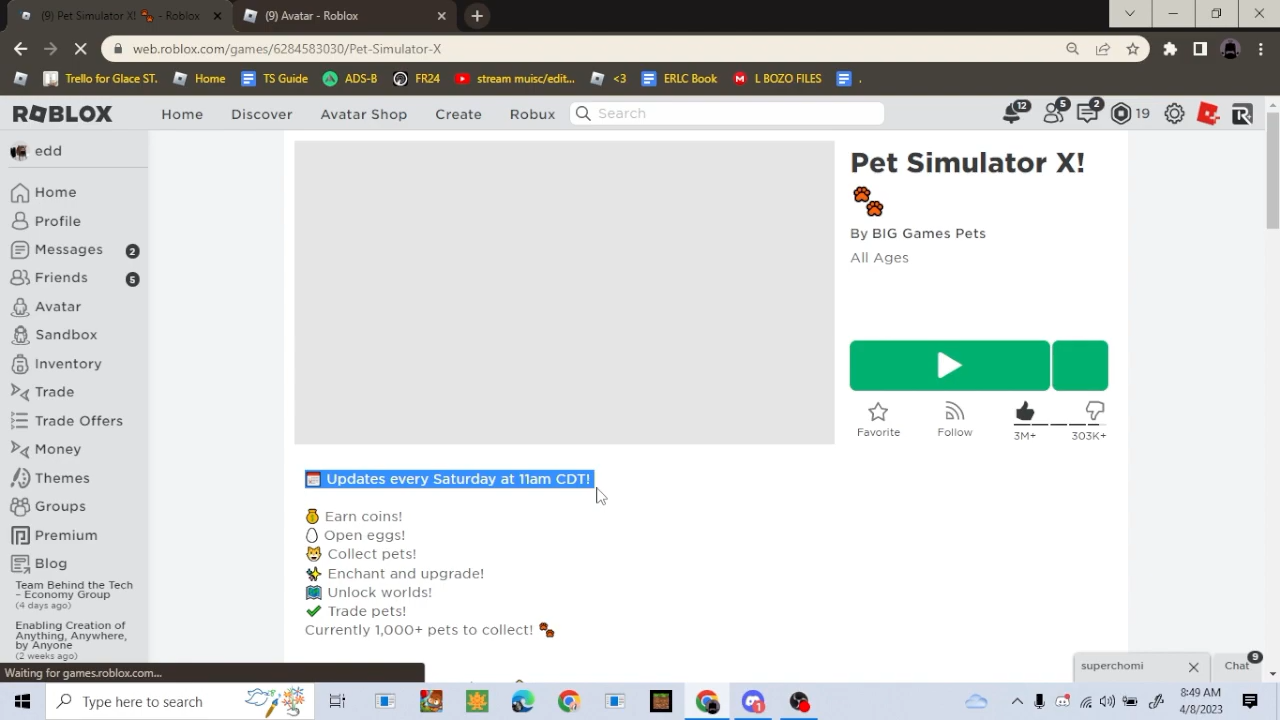 (9) Pet Simulator X! 🐾 - Roblox
(3) Avatar - Roblox
web.roblox.com/games/6284583030/Pet-Simulator-X
Trello for Glace ST.
Home
TS Guide
ADS-B
FR24
stream muisc/edit...
<3
ERLC Book
L BOZO FILES
.
ROBLOX
Home
Discover
Avatar Shop
Create
Robux
Search
12
5
2
19
edd
Home
Profile
Messages
2
Friends
5
Avatar
Sandbox
Inventory
Trade
Trade Offers
Money
Themes
Groups
Premium
Blog
Team Behind the Tech
– Economy Group
(4 days ago)
Enabling Creation of
Anything, Anywhere,
by Anyone
(2 weeks ago)
Pet Simulator X!
🐾
By BIG Games Pets
All Ages
Favorite
Follow
3M+
303K+
📅 Updates every Saturday at 11am CDT!
💰 Earn coins!
🥚 Open eggs!
🐱 Collect pets!
✨ Enchant and upgrade!
🗺️ Unlock worlds!
✔️ Trade pets!
Currently 1,000+ pets to collect! 🐾
Waiting for games.roblox.com...
superchomi
Chat
9
Type here to search
1
8:49 AM
4/8/2023